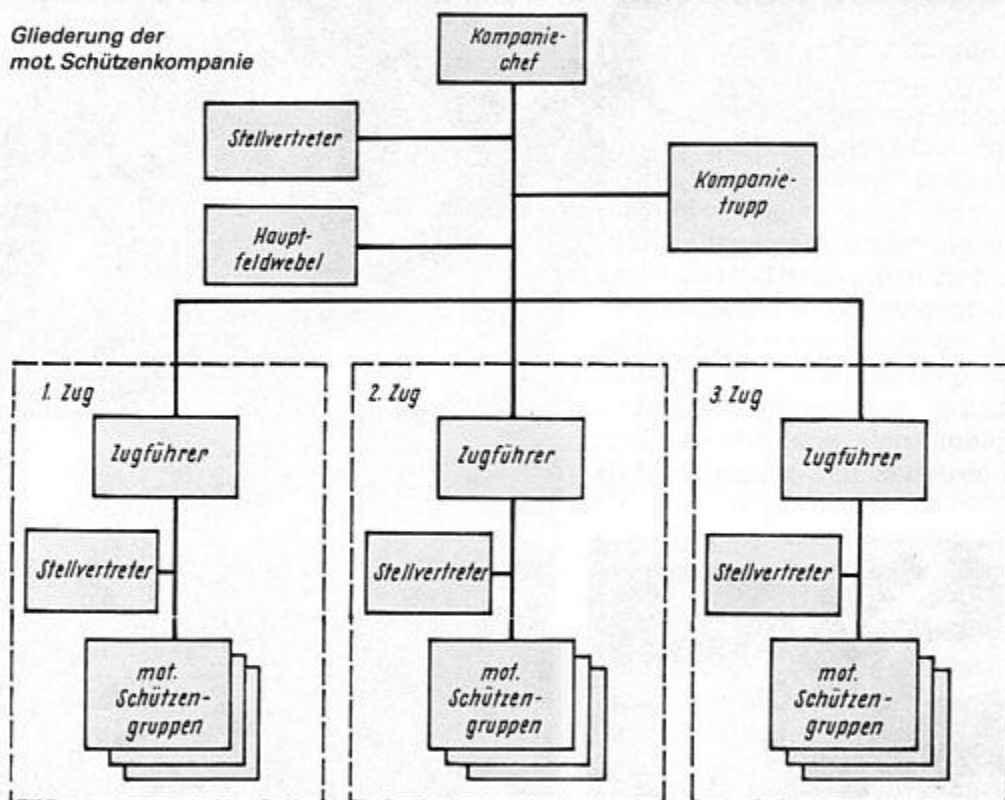 Gliederung der
mot. Schützenkompanie
Kompanie-
chef
Stellvertreter
Kompanie-
trupp
Haupt-
feldwebel
1. Zug
2. Zug
3. Zug
Zugführer
Zugführer
Zugführer
Stellvertreter
Stellvertreter
Stellvertreter
mot.
Schützen-
gruppen
mot.
Schützen-
gruppen
mot.
Schützen-
gruppen